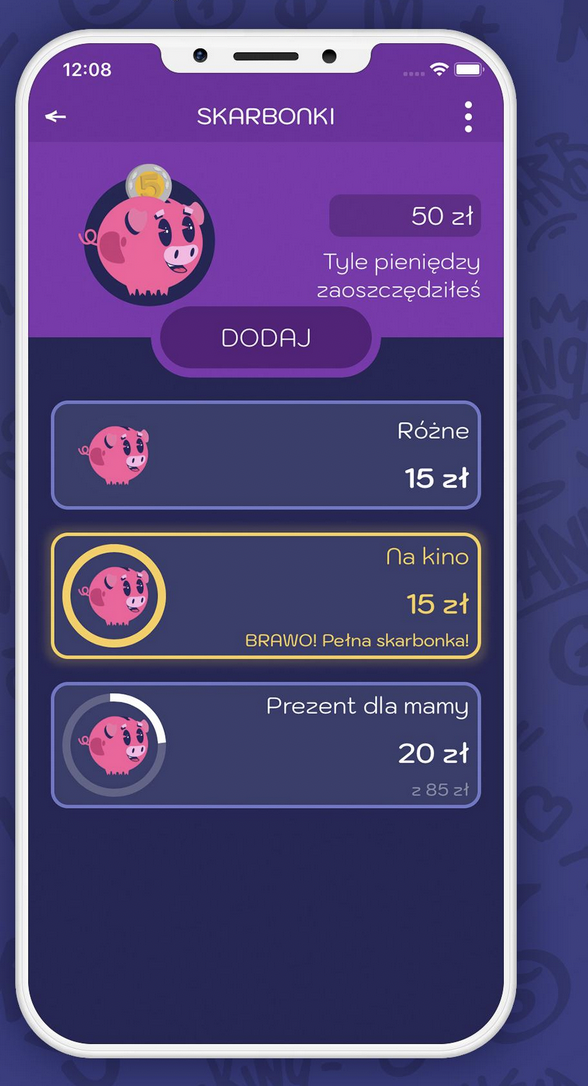 12:08
SKARBONKI
5
50 zł
Tyle pieniędzy
zaoszczędziłeś
DODAJ
Różne
15 zł
Na kino
15 zł
BRAWO! Pełna skarbonka!
Prezent dla mamy
20 zł
z 85 zł